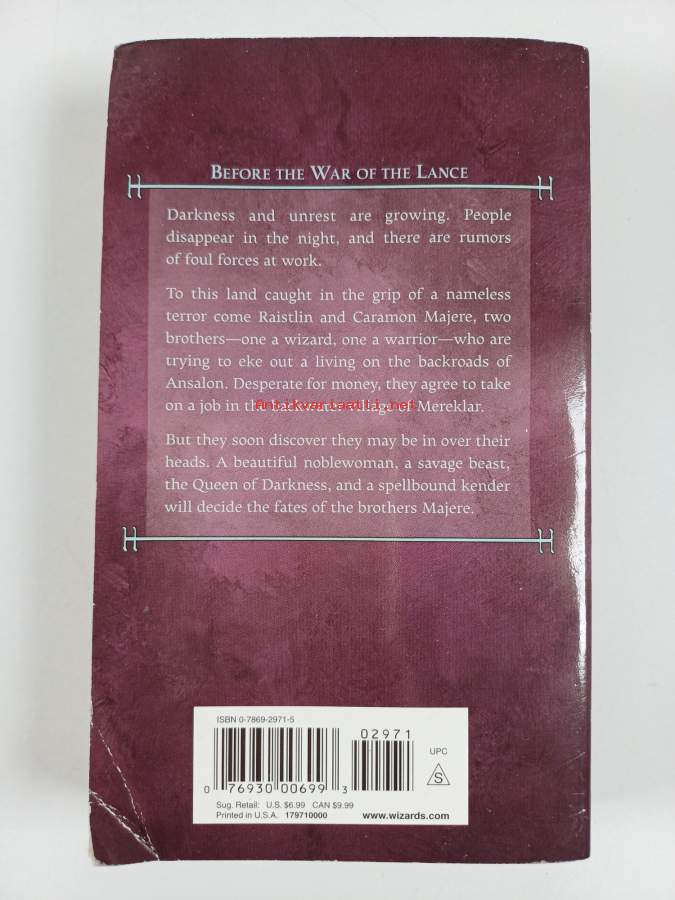 BEFORE THE WAR OF THE LANCE
Darkness and unrest are growing. People
disappear in the night, and there are rumors
of foul forces at work.
To this land caught in the grip of a nameless
terror come Raistlin and Caramon Majere, two
brothers—one a wizard, one a warrior—who are
trying to eke out a living on the backroads of
Ansalon. Desperate for money, they agree to take
on a job in the village of Mereklar.
Antikvariaatti.net
But they soon discover they may be in over their
heads. A beautiful noblewoman, a savage beast,
the Queen of Darkness, and a spellbound kender
will decide the fates of the brothers Majere.
ISBN 0-7869-2971-5
02971
UPC
S
0 76930 00699 3
Sug. Retail: U.S. $6.99 CAN $9.99
Printed in U.S.A. 179710000 www.wizards.com